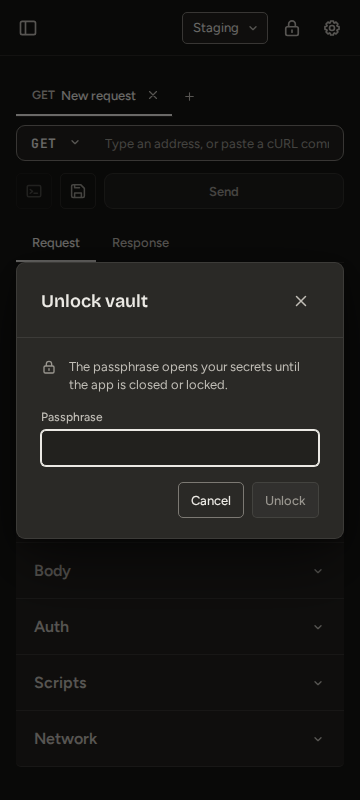 Staging
GET New request
GET Type an address, or paste a cURL com
Send
Request Response
Unlock vault
The passphrase opens your secrets until
the app is closed or locked.
Passphrase
Cancel Unlock
Body
Auth
Scripts
Network